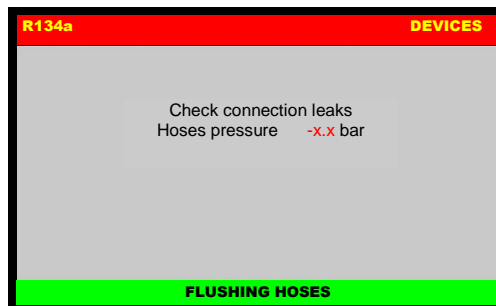 R134a DEVICES
Check connection leaks
Hoses pressure -x.x bar
FLUSHING HOSES